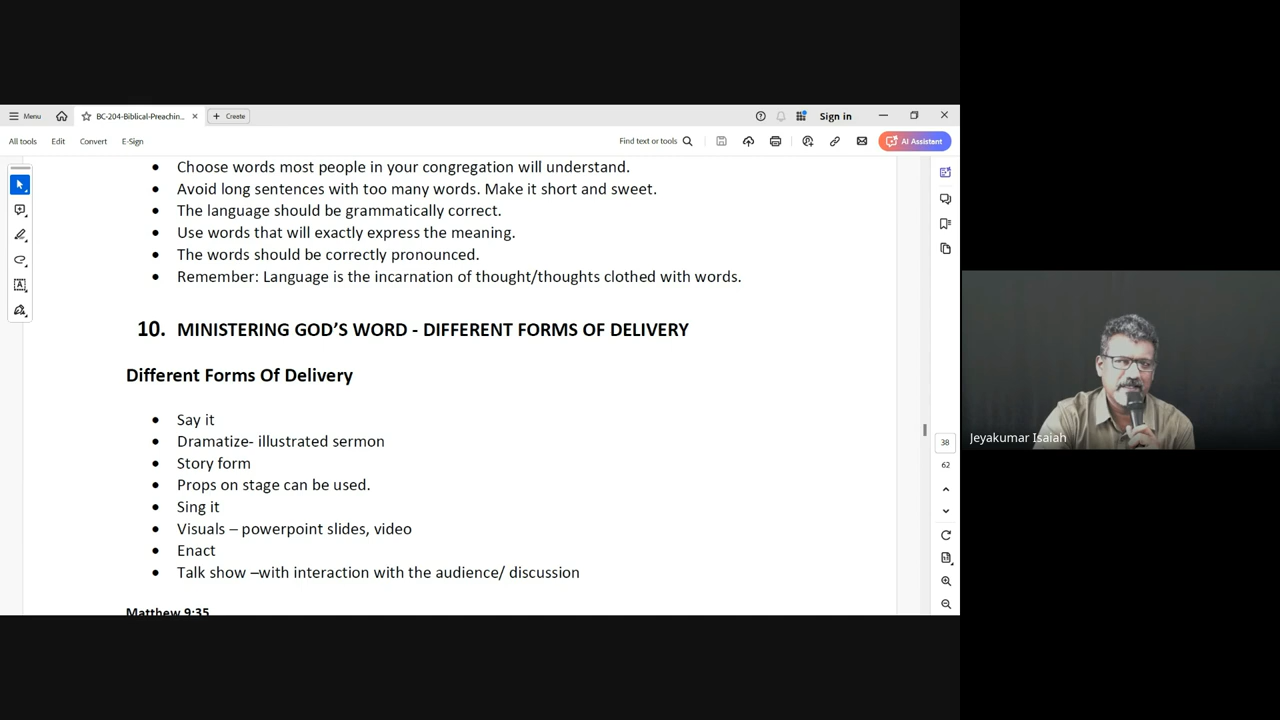 Menu
BC-204-Biblical-Preachin...
Create
Sign in
All tools
Edit
Convert
E-Sign
Find text or tools
AI Assistant
• Choose words most people in your congregation will understand.
• Avoid long sentences with too many words. Make it short and sweet.
• The language should be grammatically correct.
• Use words that will exactly express the meaning.
• The words should be correctly pronounced.
• Remember: Language is the incarnation of thought/thoughts clothed with words.
10. MINISTERING GOD’S WORD - DIFFERENT FORMS OF DELIVERY
Different Forms Of Delivery
• Say it
• Dramatize- illustrated sermon
• Story form
• Props on stage can be used.
• Sing it
• Visuals – powerpoint slides, video
• Enact
• Talk show –with interaction with the audience/ discussion
Matthew 9:35
38
62
Jeyakumar Isaiah